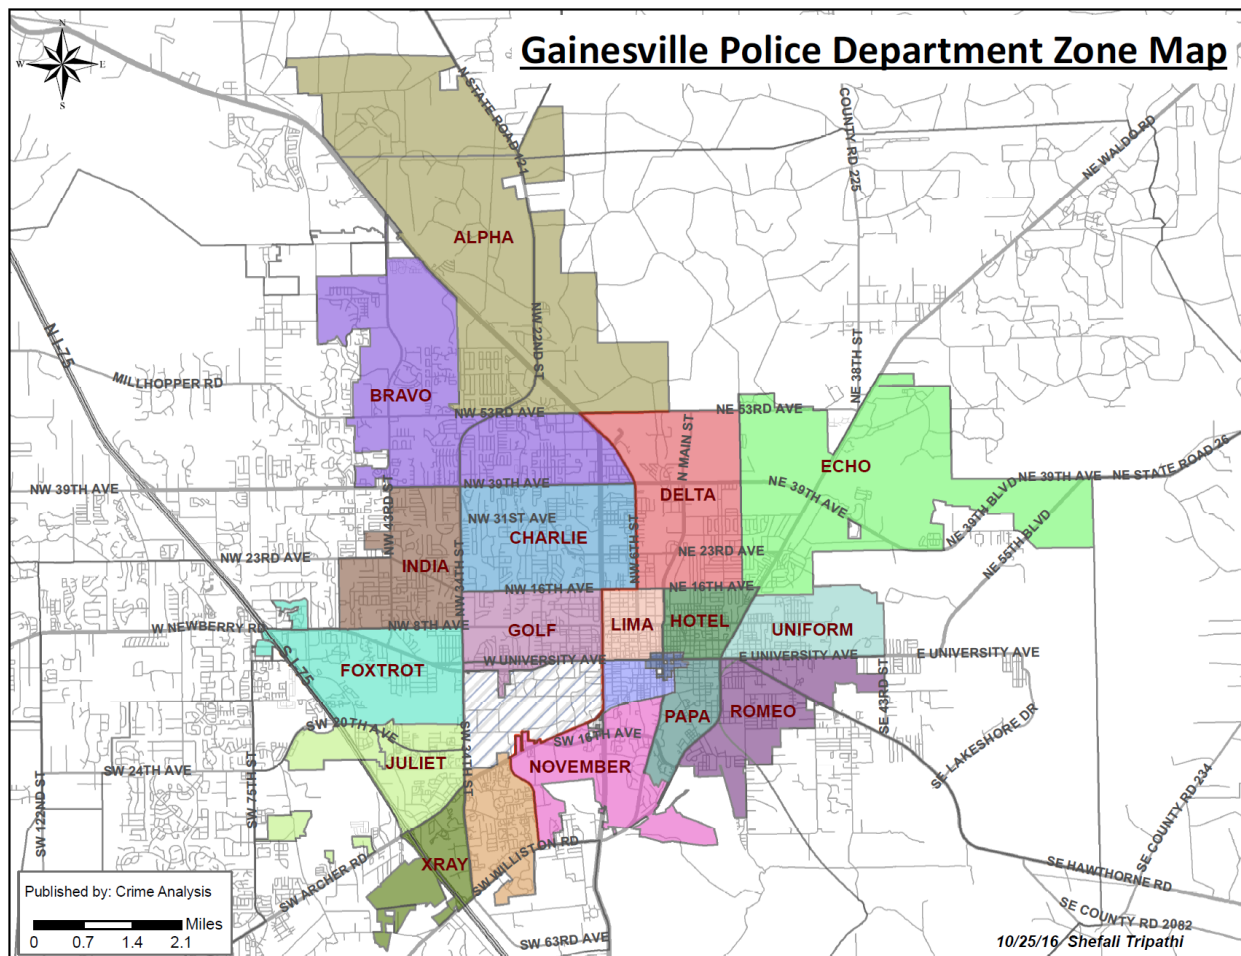 Gainesville Police Department Zone Map
N
W
E
S
N STATE ROAD 121
COUNTY RD 225
NE WALDO RD
ALPHA
N I-75
NW 22ND ST
NE 38TH ST
MILLHOPPER RD
BRAVO
NW 53RD AVE
NE 53RD AVE
N MAIN ST
ECHO
NE STATE ROAD 26
NE 39TH AVE
NW 39TH AVE
NW 39TH AVE
NE 39TH AVE
DELTA
NW 43RD ST
NW 31ST AVE
CHARLIE
NE 39TH BLVD
NE 55TH BLVD
NW 23RD AVE
NE 23RD AVE
INDIA
NW 34TH ST
NW 6TH ST
NW 16TH AVE
NE 16TH AVE
W NEWBERRY RD
NW 8TH AVE
GOLF
LIMA
HOTEL
UNIFORM
S I-75
FOXTROT
W UNIVERSITY AVE
E UNIVERSITY AVE
E UNIVERSITY AVE
SE 43RD ST
SW 20TH AVE
SW 34TH ST
SW 16TH AVE
PAPA
ROMEO
SE LAKESHORE DR
JULIET
NOVEMBER
SW 24TH AVE
SW 75TH ST
SW 122ND ST
SE COUNTY RD 234
XRAY
SW WILLISTON RD
SW ARCHER RD
SE HAWTHORNE RD
SE COUNTY RD 2082
SW 63RD AVE
Published by: Crime Analysis
Miles
0 0.7 1.4 2.1
10/25/16 Shefali Tripathi